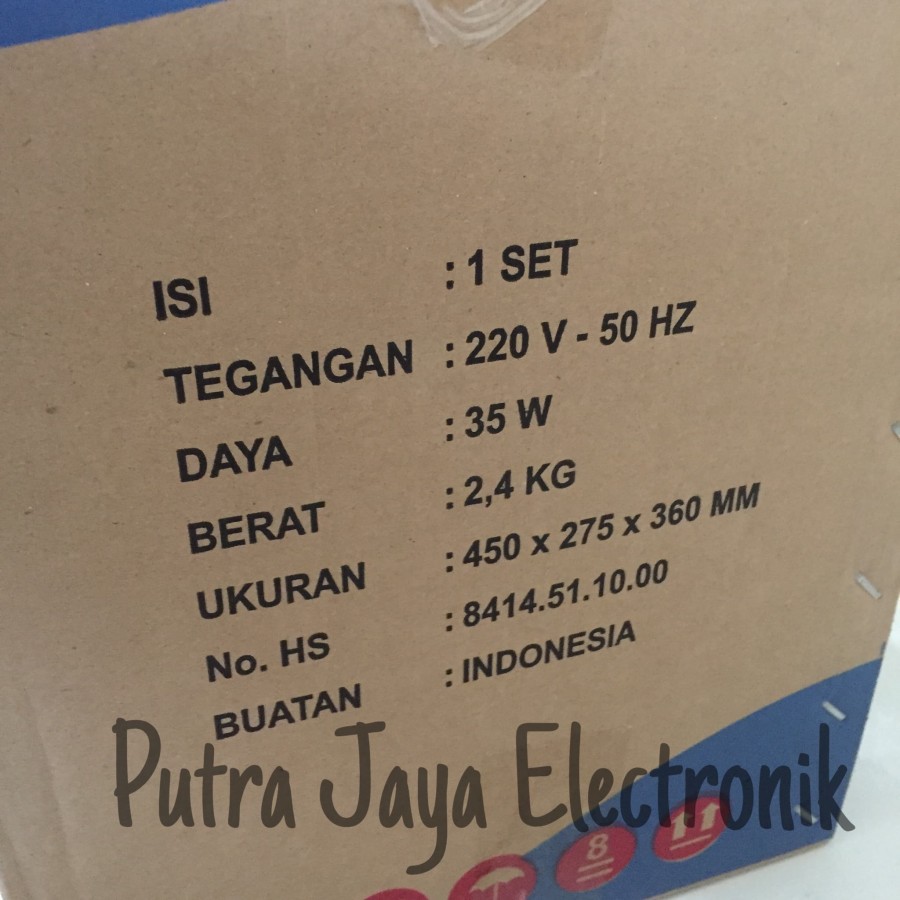 ISI : 1 SET
TEGANGAN : 220 V - 50 HZ
DAYA : 35 W
BERAT : 2,4 KG
UKURAN : 450 x 275 x 360 MM
No. HS : 8414.51.10.00
BUATAN : INDONESIA
Putra Jaya Electronik
8